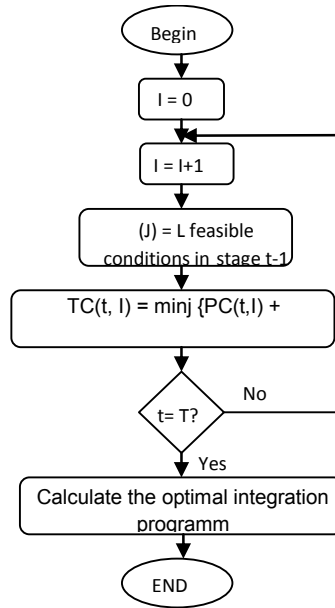 Begin
I = 0
I = I+1
(J) = L feasible
conditions in stage t-1
TC(t, I) = minj {PC(t,I) +
t= T?
No
Yes
Calculate the optimal integration
programm
END